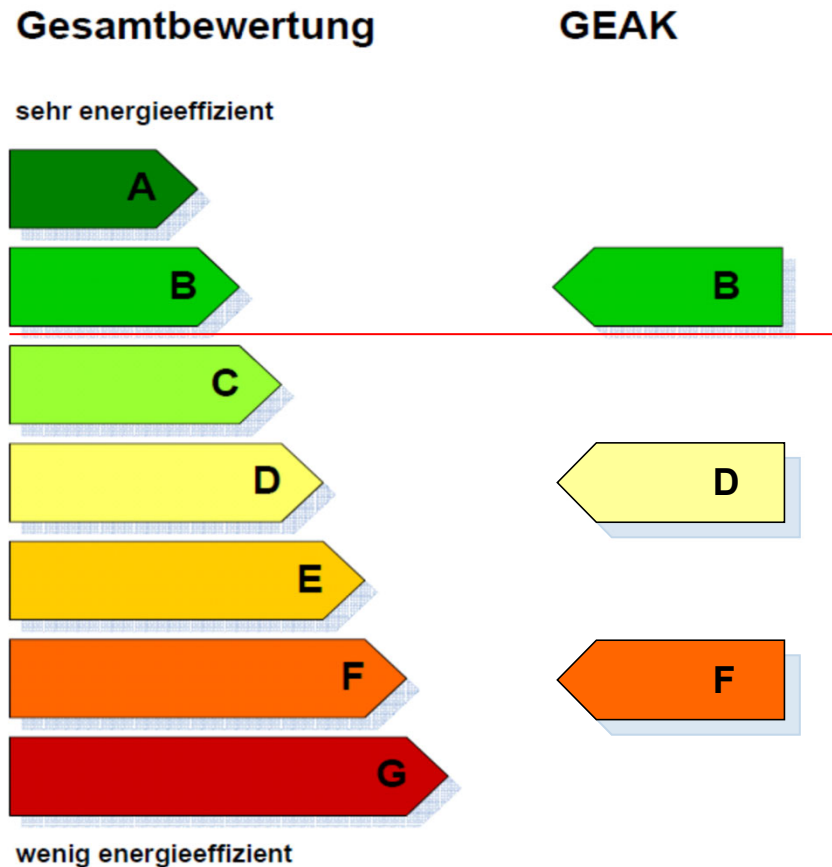 Gesamtbewertung GEAK
sehr energieeffizient
A
B B
C
D D
E
F F
G
wenig energieeffizient